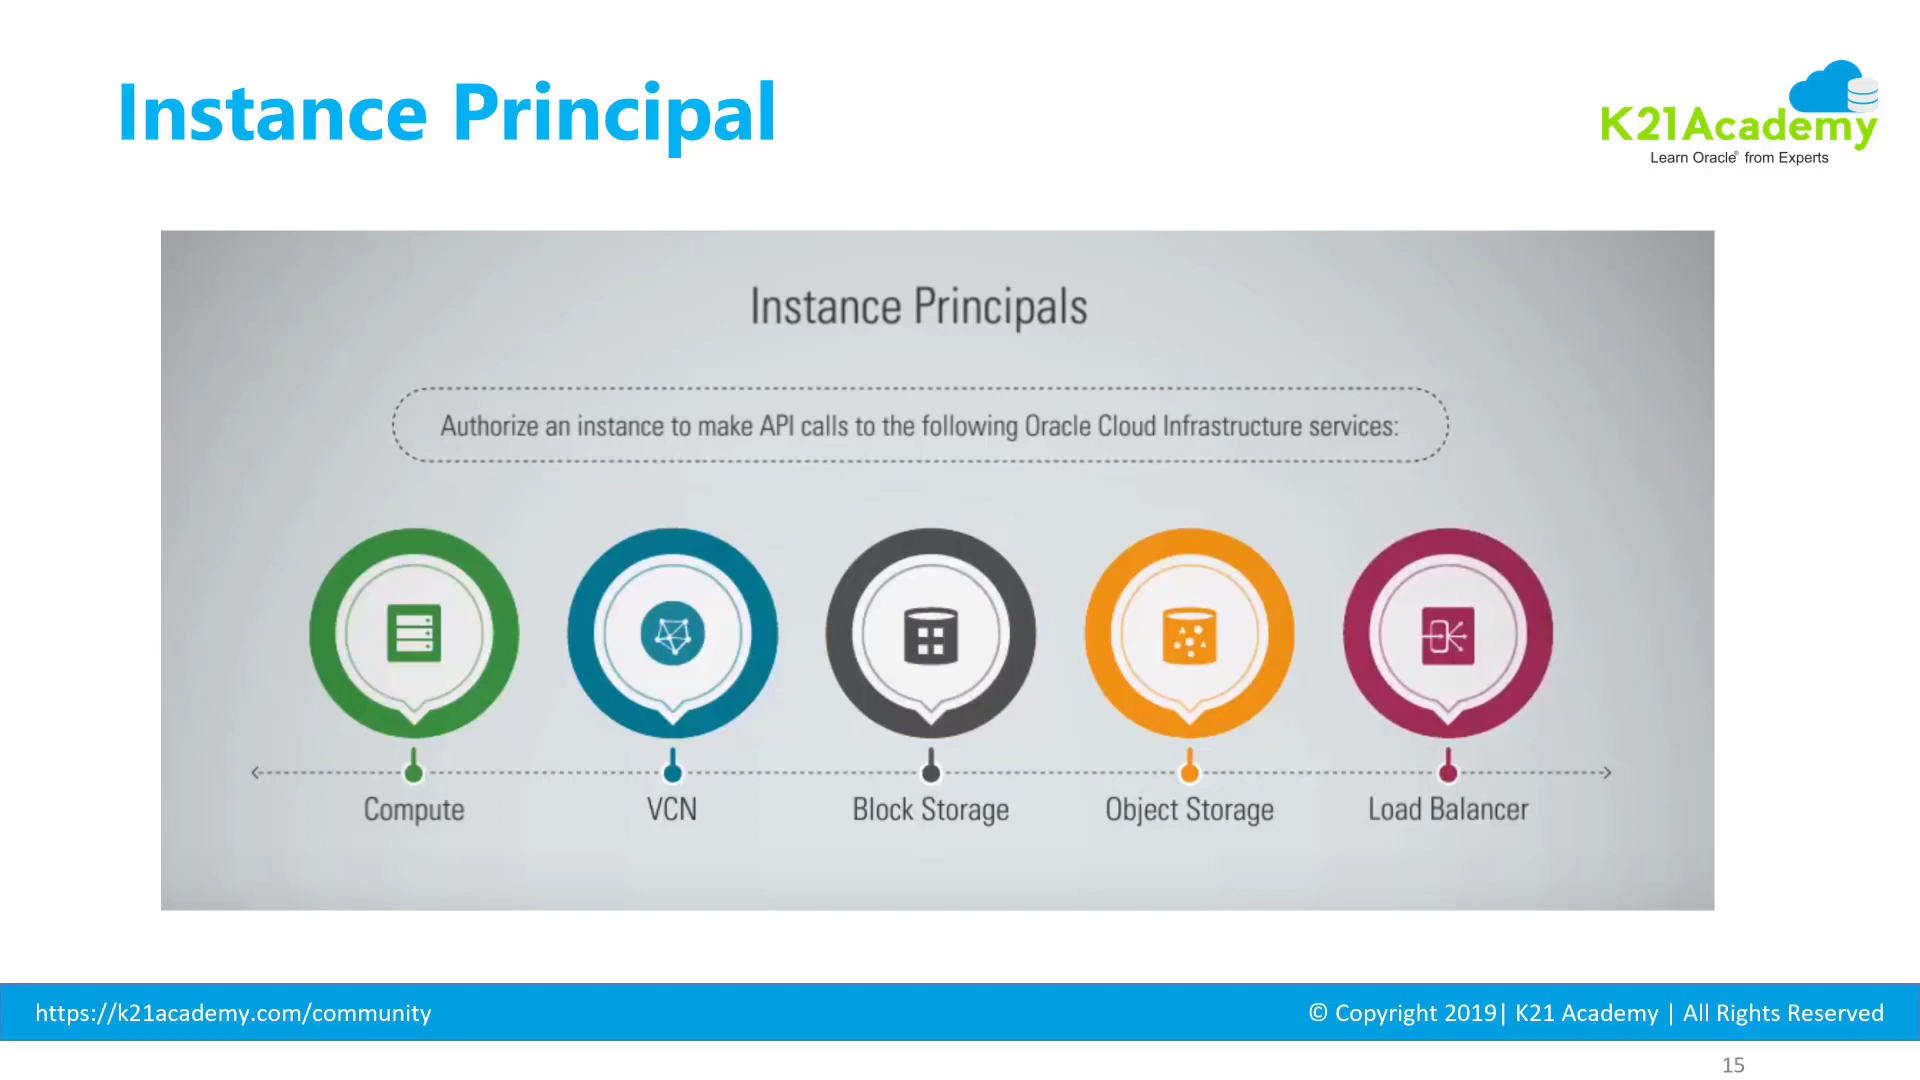 Instance Principal
K21Academy
Learn Oracle® from Experts
Instance Principals
Authorize an instance to make API calls to the following Oracle Cloud Infrastructure services:
Compute
VCN
Block Storage
Object Storage
Load Balancer
https://k21academy.com/community
© Copyright 2019| K21 Academy | All Rights Reserved
15